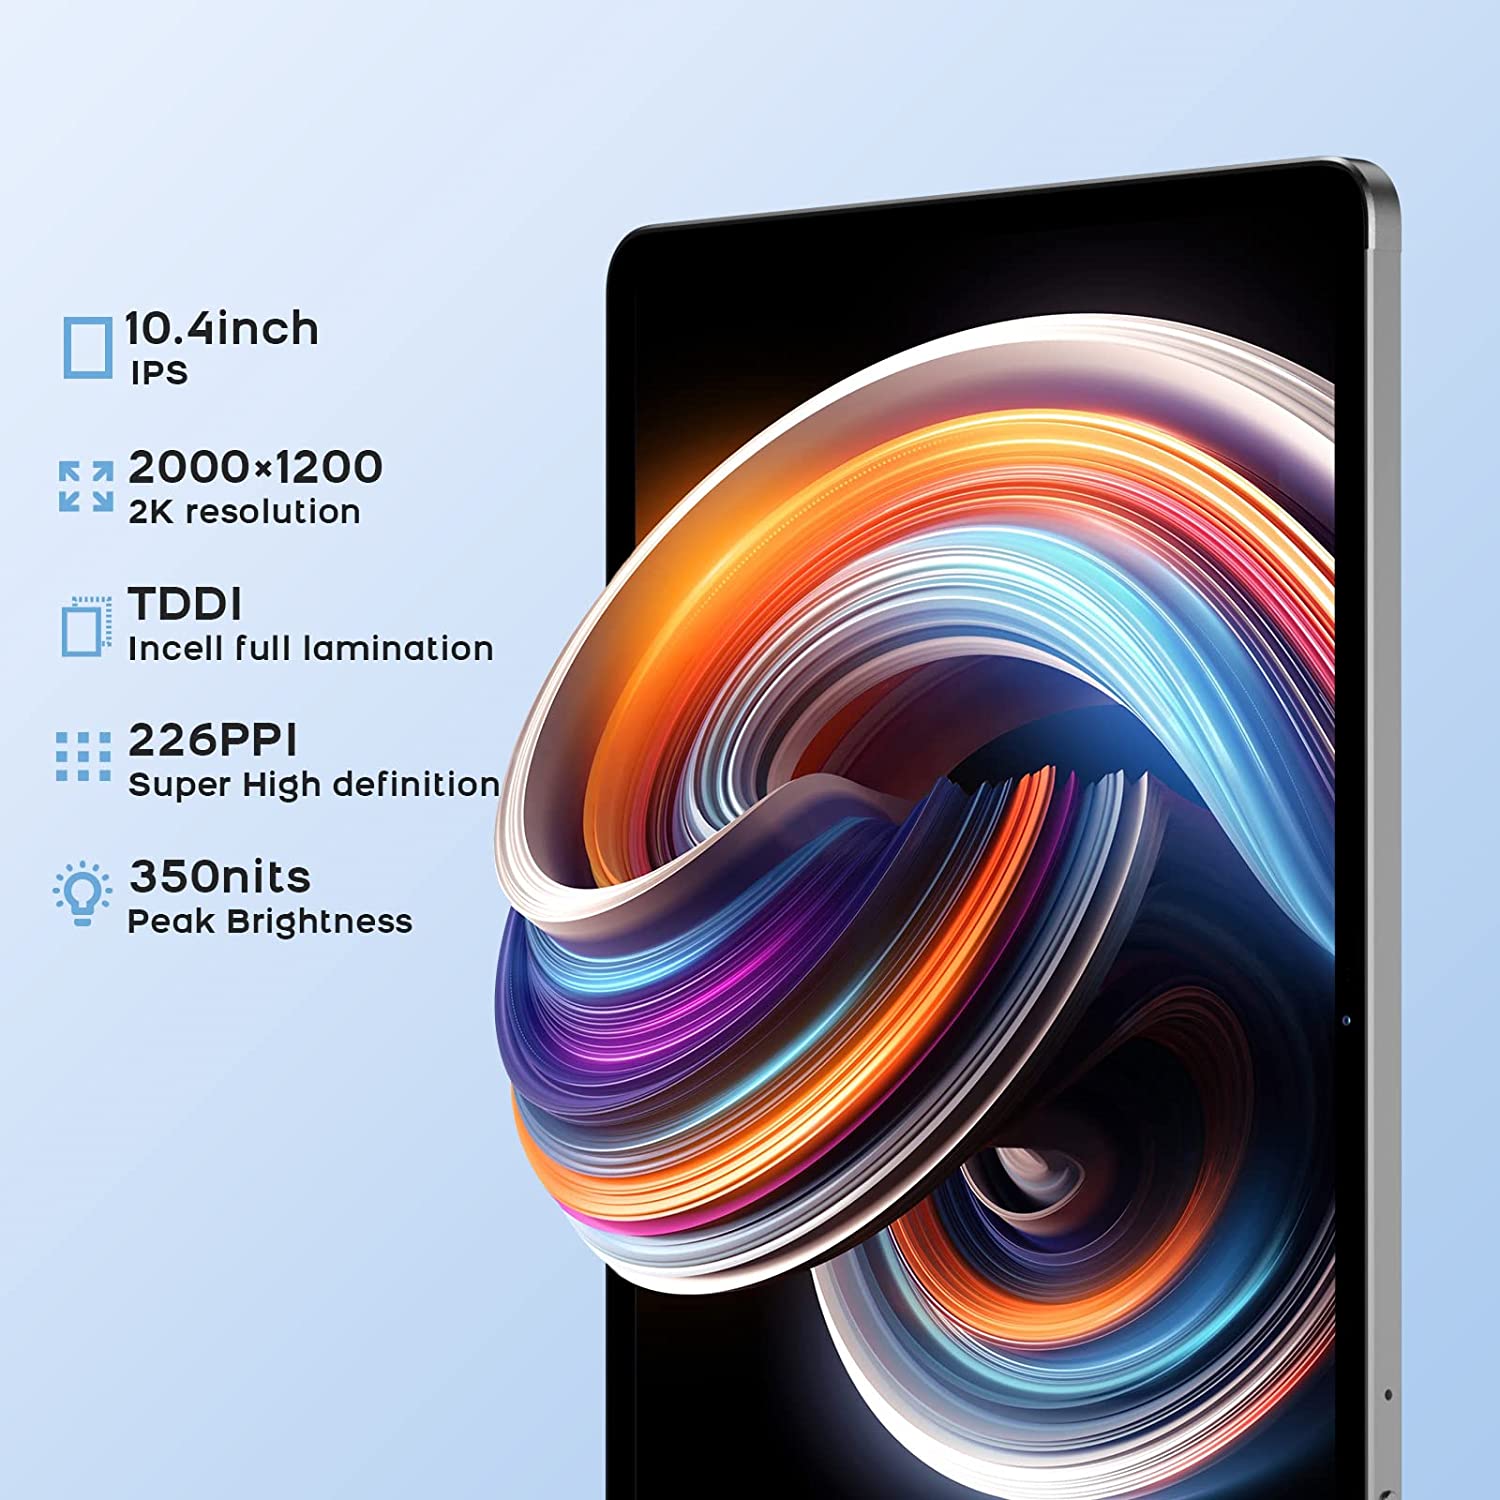 10.4inch
IPS
2000×1200
2K resolution
TDDI
Incell full lamination
226PPI
Super High definition
350nits
Peak Brightness